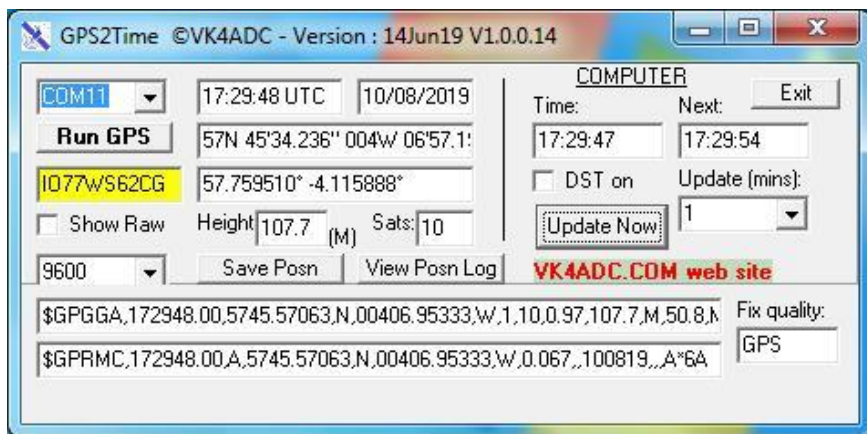 GPS2Time ©VK4ADC - Version : 14Jun19 V1.0.0.14
COM11 17:29:48 UTC 10/08/2019
Run GPS 57N 45'34.236'' 004W 06'57.1
IO77WS62CG 57.759510° -4.115888°
Show Raw Height 107.7 (M) Sats: 10
9600 Save Posn View Posn Log
COMPUTER
Exit
Time: Next:
17:29:47 17:29:54
DST on Update (mins):
Update Now 1
VK4ADC.COM web site
$GPGGA,172948.00,5745.57063,N,00406.95333,W,1,10,0.97,107.7,M,50.8,M
$GPRMC,172948.00,A,5745.57063,N,00406.95333,W,0.067,,100819,,,A*6A
Fix quality:
GPS